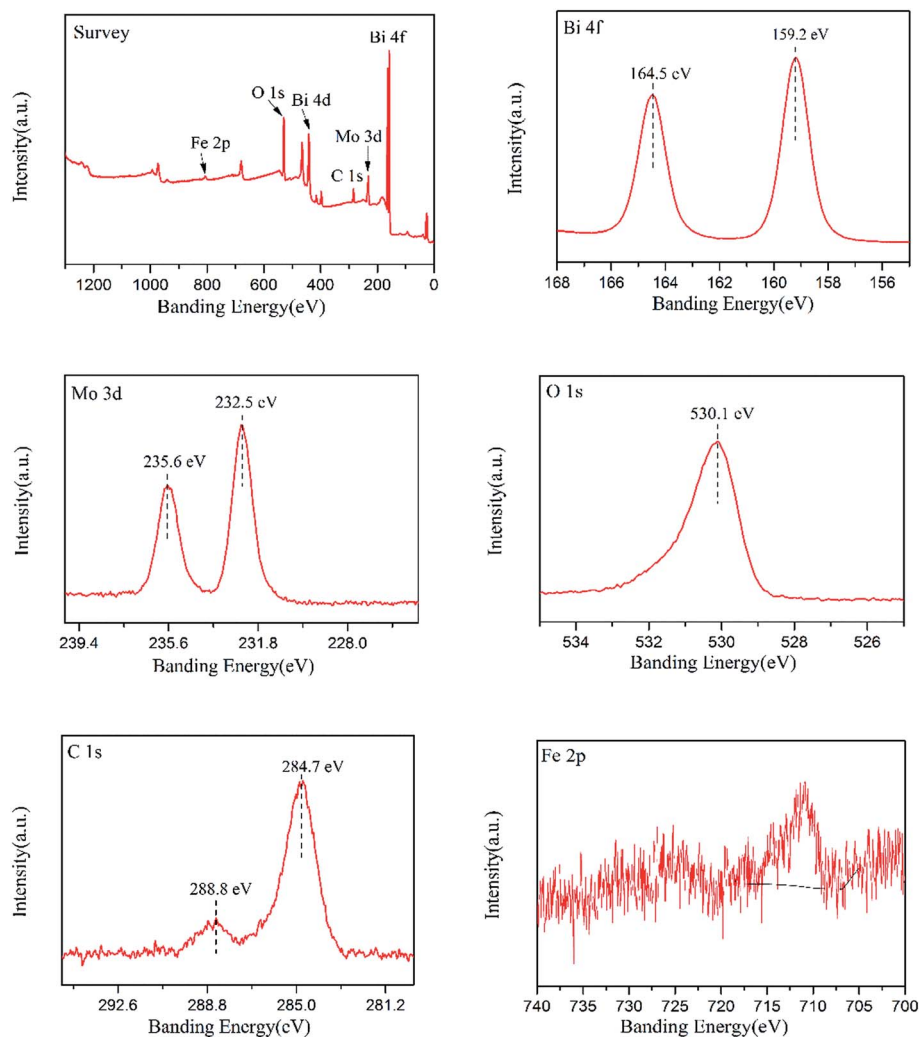 Survey
Bi 4f
O 1s
Bi 4d
Mo 3d
Fe 2p
C 1s
Intensity(a.u.)
1200 1000 800 600 400 200 0
Banding Energy(eV)
Bi 4f
159.2 eV
164.5 cV
Intensity(a.u.)
168 166 164 162 160 158 156
Banding Energy(eV)
Mo 3d
232.5 cV
235.6 eV
Intensity(a.u.)
239.4 235.6 231.8 228.0
Banding Energy(eV)
O 1s
530.1 cV
Intensity(a.u.)
534 532 530 528 526
Banding Energy(eV)
C 1s
284.7 eV
288.8 eV
Intensity(a.u.)
292.6 288.8 285.0 281.2
Banding Energy(cV)
Fe 2p
Intensity(a.u.)
740 735 730 725 720 715 710 705 700
Banding Energy(eV)